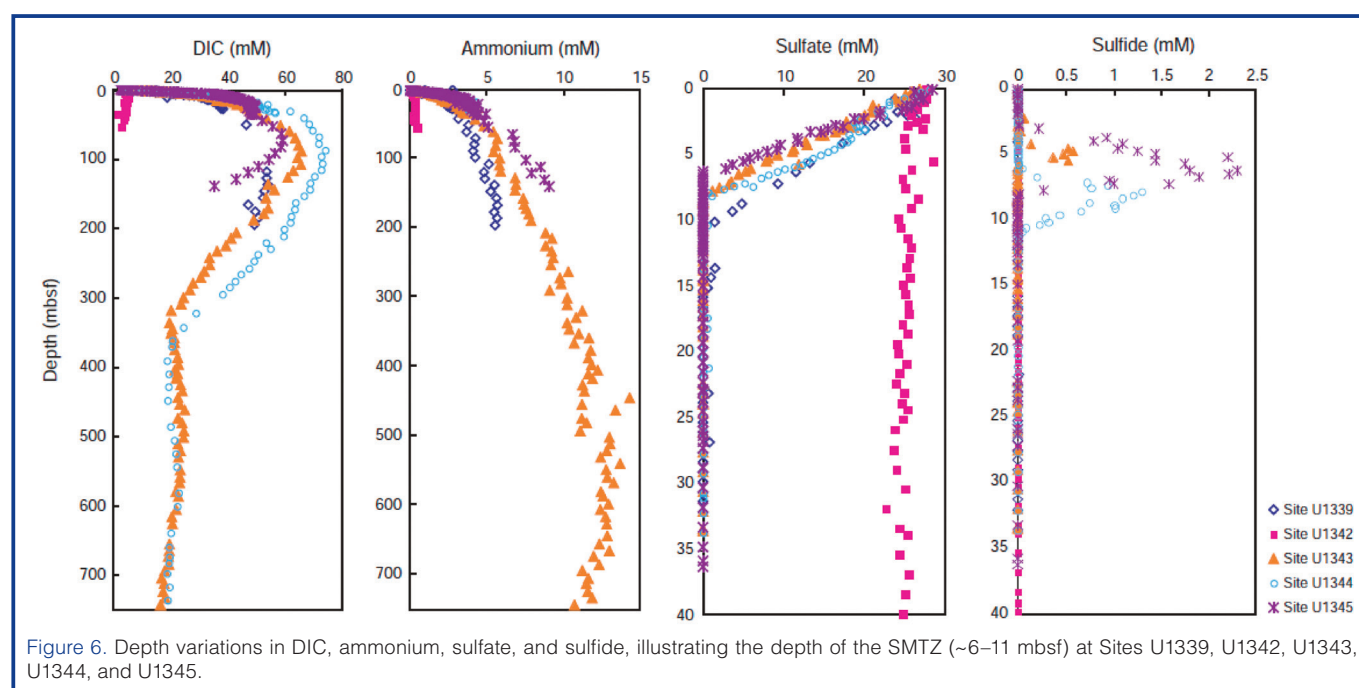 DIC (mM)
Ammonium (mM)
Sulfate (mM)
Sulfide (mM)
0 20 40 60 80
0 5 10 15
0 10 20 30
0 0.5 1.0 1.5 2.0 2.5
Depth (mbsf)
0
100
200
300
400
500
600
700
0
100
200
300
400
500
600
700
0
5
10
15
20
25
30
35
40
0
5
10
15
20
25
30
35
40
Site U1339
Site U1342
Site U1343
Site U1344
Site U1345
Figure 6. Depth variations in DIC, ammonium, sulfate, and sulfide, illustrating the depth of the SMTZ (~6–11 mbsf) at Sites U1339, U1342, U1343,
U1344, and U1345.